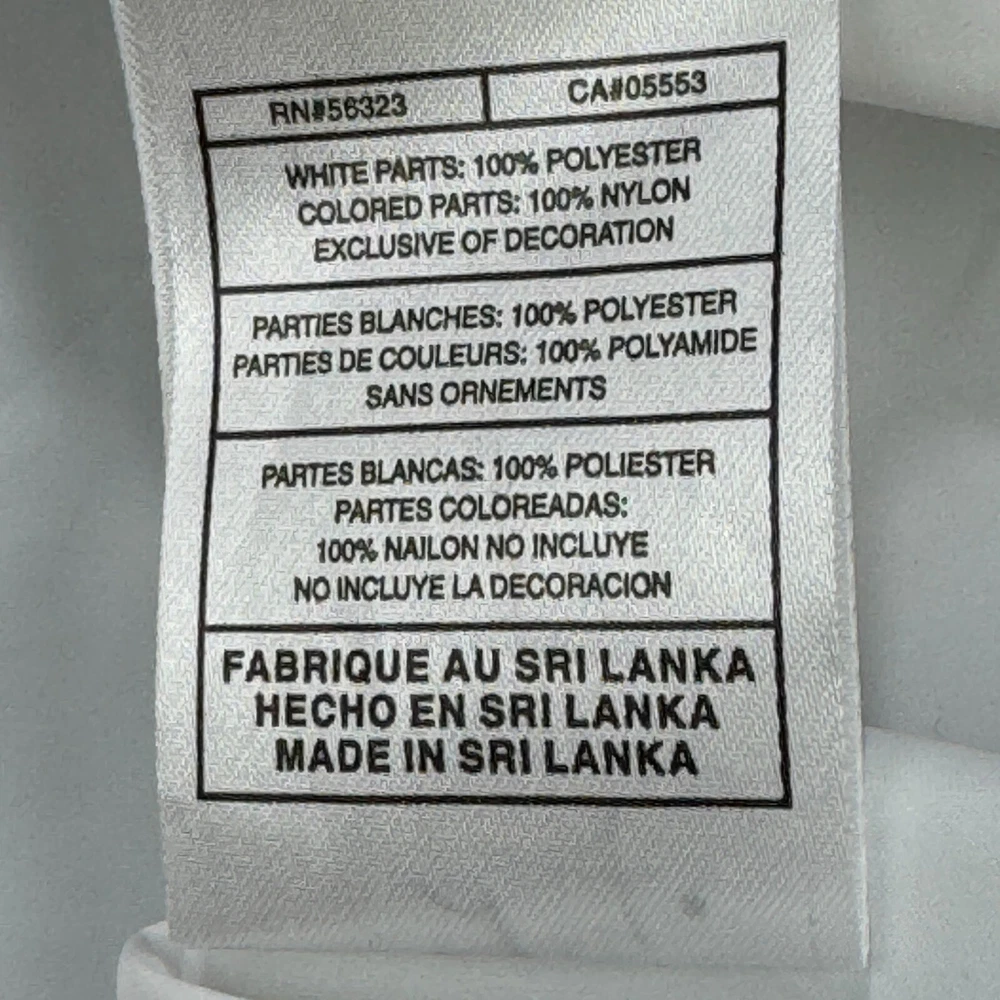 RN#56323
CA#05553
WHITE PARTS: 100% POLYESTER
COLORED PARTS: 100% NYLON
EXCLUSIVE OF DECORATION
PARTIES BLANCHES: 100% POLYESTER
PARTIES DE COULEURS: 100% POLYAMIDE
SANS ORNEMENTS
PARTES BLANCAS: 100% POLIESTER
PARTES COLOREADAS:
100% NAILON NO INCLUYE
NO INCLUYE LA DECORACION
FABRIQUE AU SRI LANKA
HECHO EN SRI LANKA
MADE IN SRI LANKA